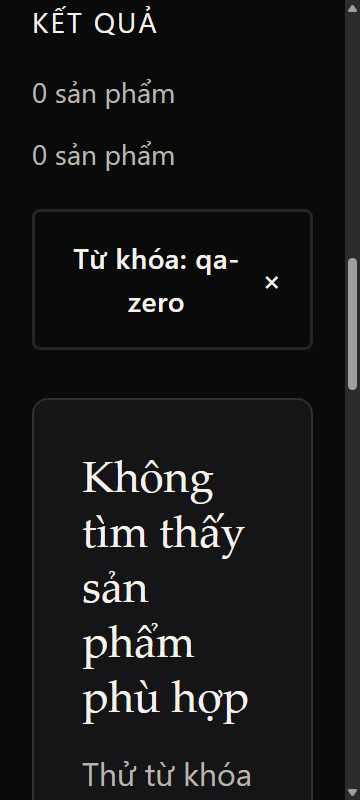 KẾT QUẢ
0 sản phẩm
0 sản phẩm
Từ khóa: qa-
zero
×
Không
tìm thấy
sản
phẩm
phù hợp
Thử từ khóa